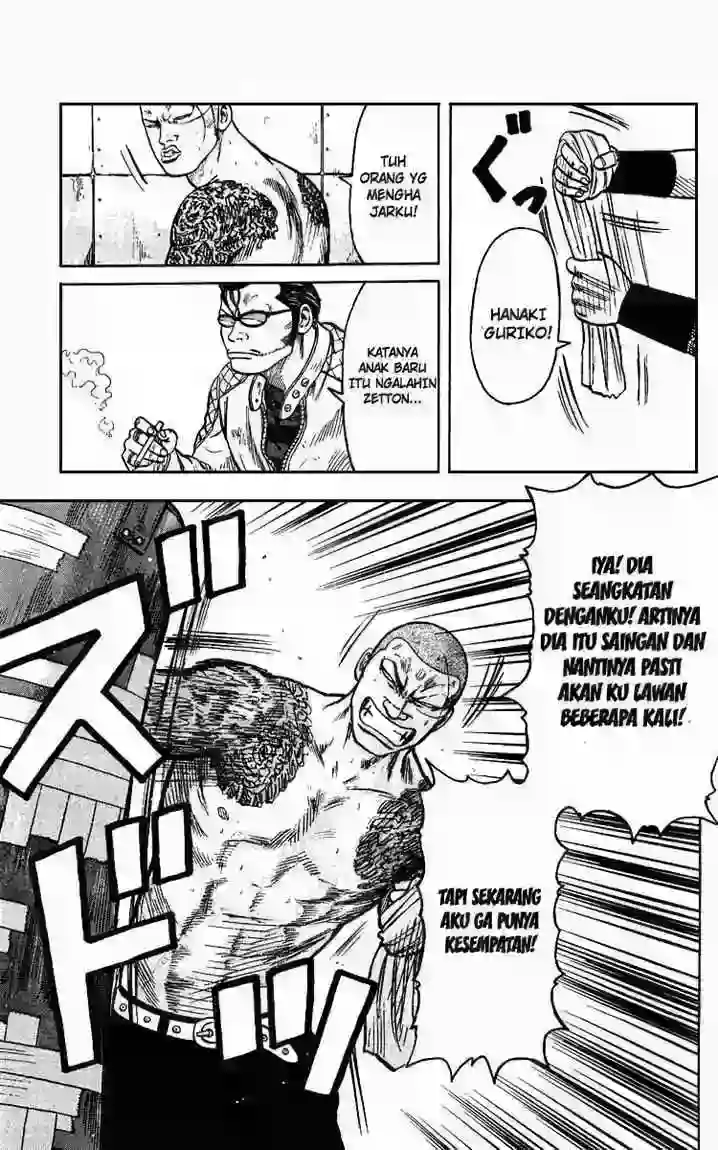 ぐっ
HANAKI
GURIKO!
TUH
ORANG YG
MENGHA
JARKU!
KATANYA
ANAK BARU
ITU NGALAHIN
ZETTON...
IYA! DIA
SEANGKATAN
DENGANKU! ARTINYA
DIA ITU SAINGAN DAN
NANTINYA PASTI
AKAN KU LAWAN
BEBERAPA KALI!
TAPI SEKARANG
AKU GA PUNYA
KESEMPATAN!
ズドッ